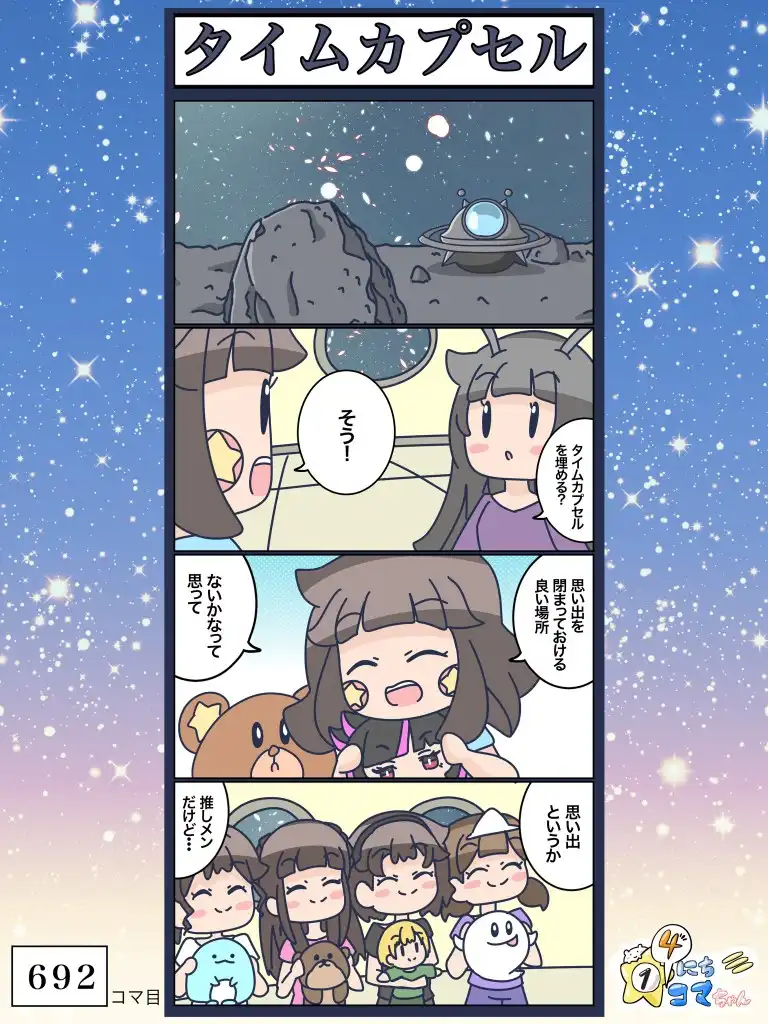 タイムカプセル
タイムカプセル
を埋める?
そう!
思い出を
閉まっておける
良い場所
ないかなって
思って
思い出
というか
推しメン
だけど…
692
コマ目
1
4
にち
コマ
ちゃん